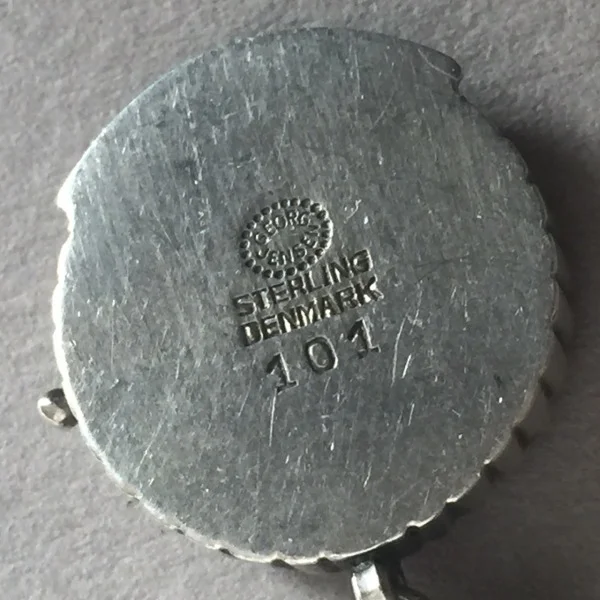 GEORG
JENSEN
STERLING
DENMARK
101